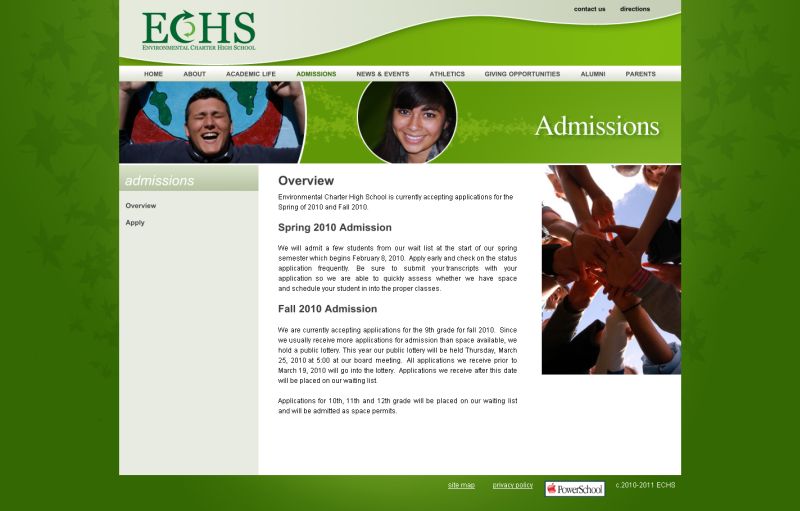 contact us directions
ECHS
ENVIRONMENTAL CHARTER HIGH SCHOOL
HOME ABOUT ACADEMIC LIFE ADMISSIONS NEWS & EVENTS ATHLETICS GIVING OPPORTUNITIES ALUMNI PARENTS
Admissions
admissions
Overview
Apply
Overview
Environmental Charter High School is currently accepting applications for the
Spring of 2010 and Fall 2010.
Spring 2010 Admission
We will admit a few students from our wait list at the start of our spring
semester which begins February 8, 2010. Apply early and check on the status
application frequently. Be sure to submit your transcripts with your
application so we are able to quickly assess whether we have space
and schedule your student in into the proper classes.
Fall 2010 Admission
We are currently accepting applications for the 9th grade for fall 2010. Since
we usually receive more applications for admission than space available, we
hold a public lottery. This year our public lottery will be held Thursday, March
25, 2010 at 5:00 at our board meeting. All applications we receive prior to
March 19, 2010 will go into the lottery. Applications we receive after this date
will be placed on our waiting list.
Applications for 10th, 11th and 12th grade will be placed on our waiting list
and will be admitted as space permits.
site map privacy policy PowerSchool c.2010-2011 ECHS